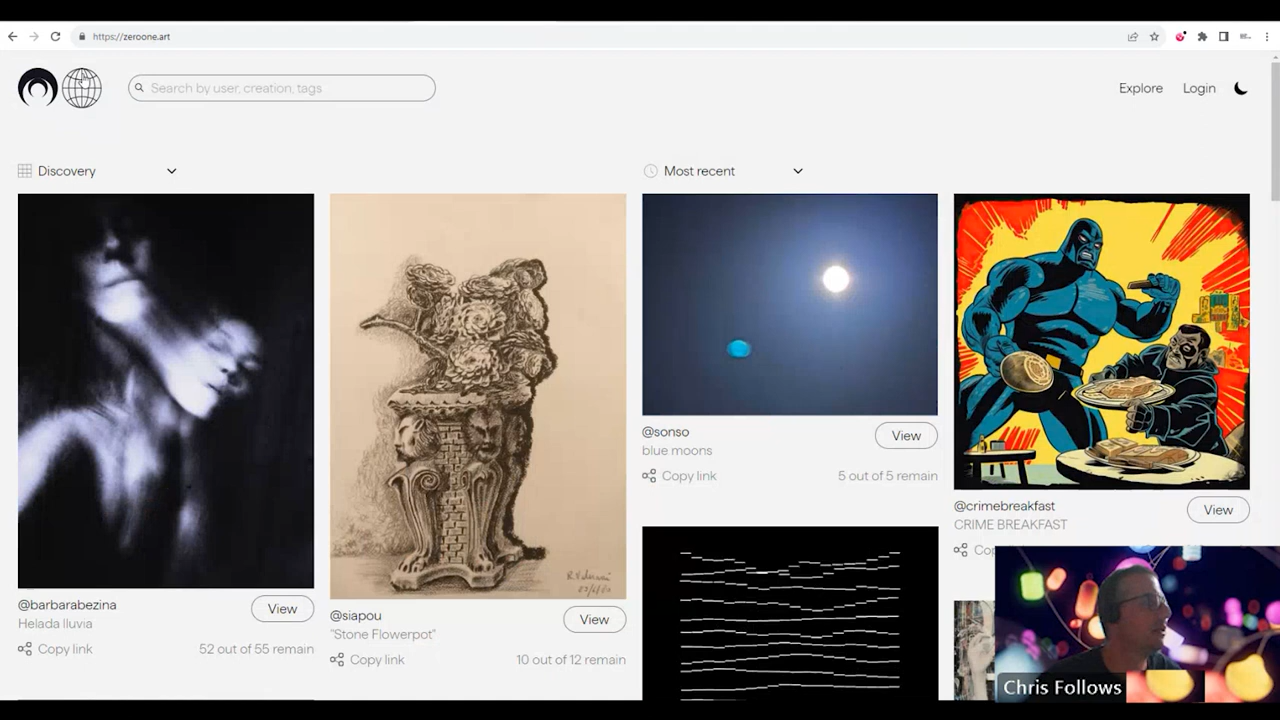 https://zeroone.art
Search by user, creation, tags
Explore
Login
Discovery
Most recent
@barbarabezina
Helada lluvia
View
Copy link
52 out of 55 remain
@siapou
"Stone Flowerpot"
View
Copy link
10 out of 12 remain
@sonso
blue moons
View
Copy link
5 out of 5 remain
@crimebreakfast
CRIME BREAKFAST
View
Cop
Chris Follows